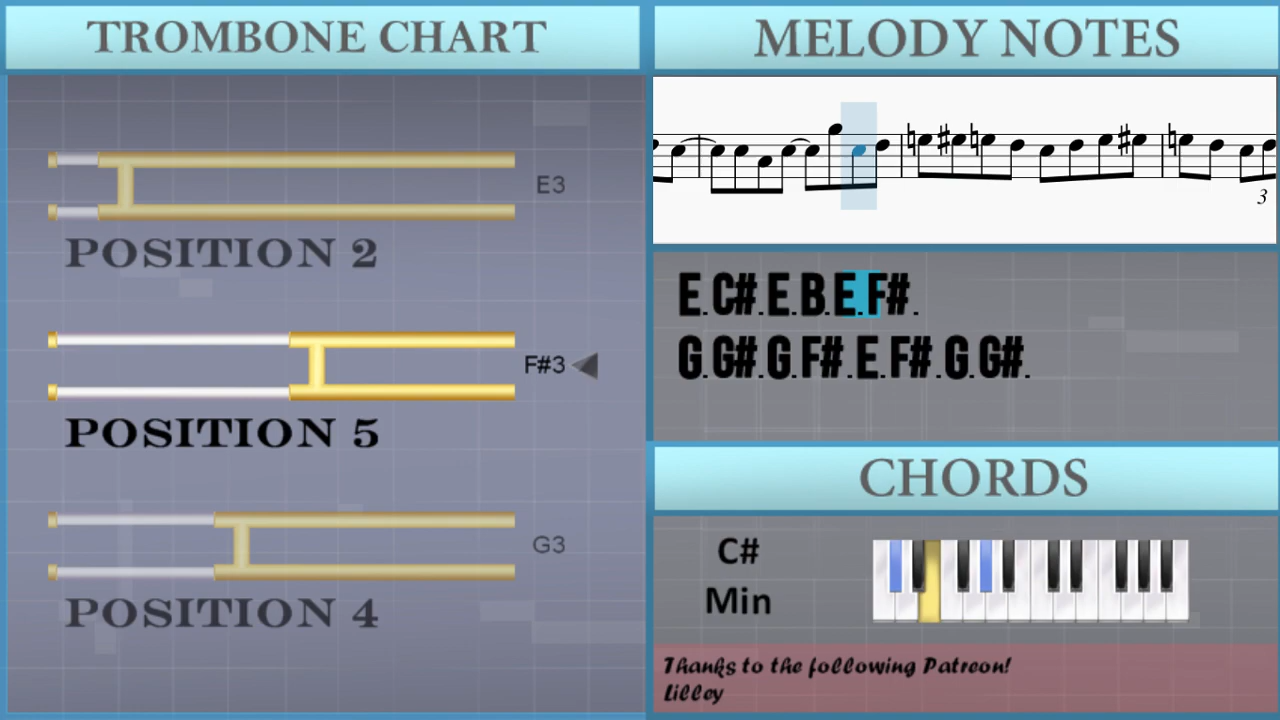 TROMBONE CHART
E3
POSITION 2
F#3
POSITION 5
G3
POSITION 4
MELODY NOTES
3
E.C#.E.B.E.F#.
G.G#.G.F#.E.F#.G.G#.
CHORDS
C#
Min
Thanks to the following Patreon!
Lilley